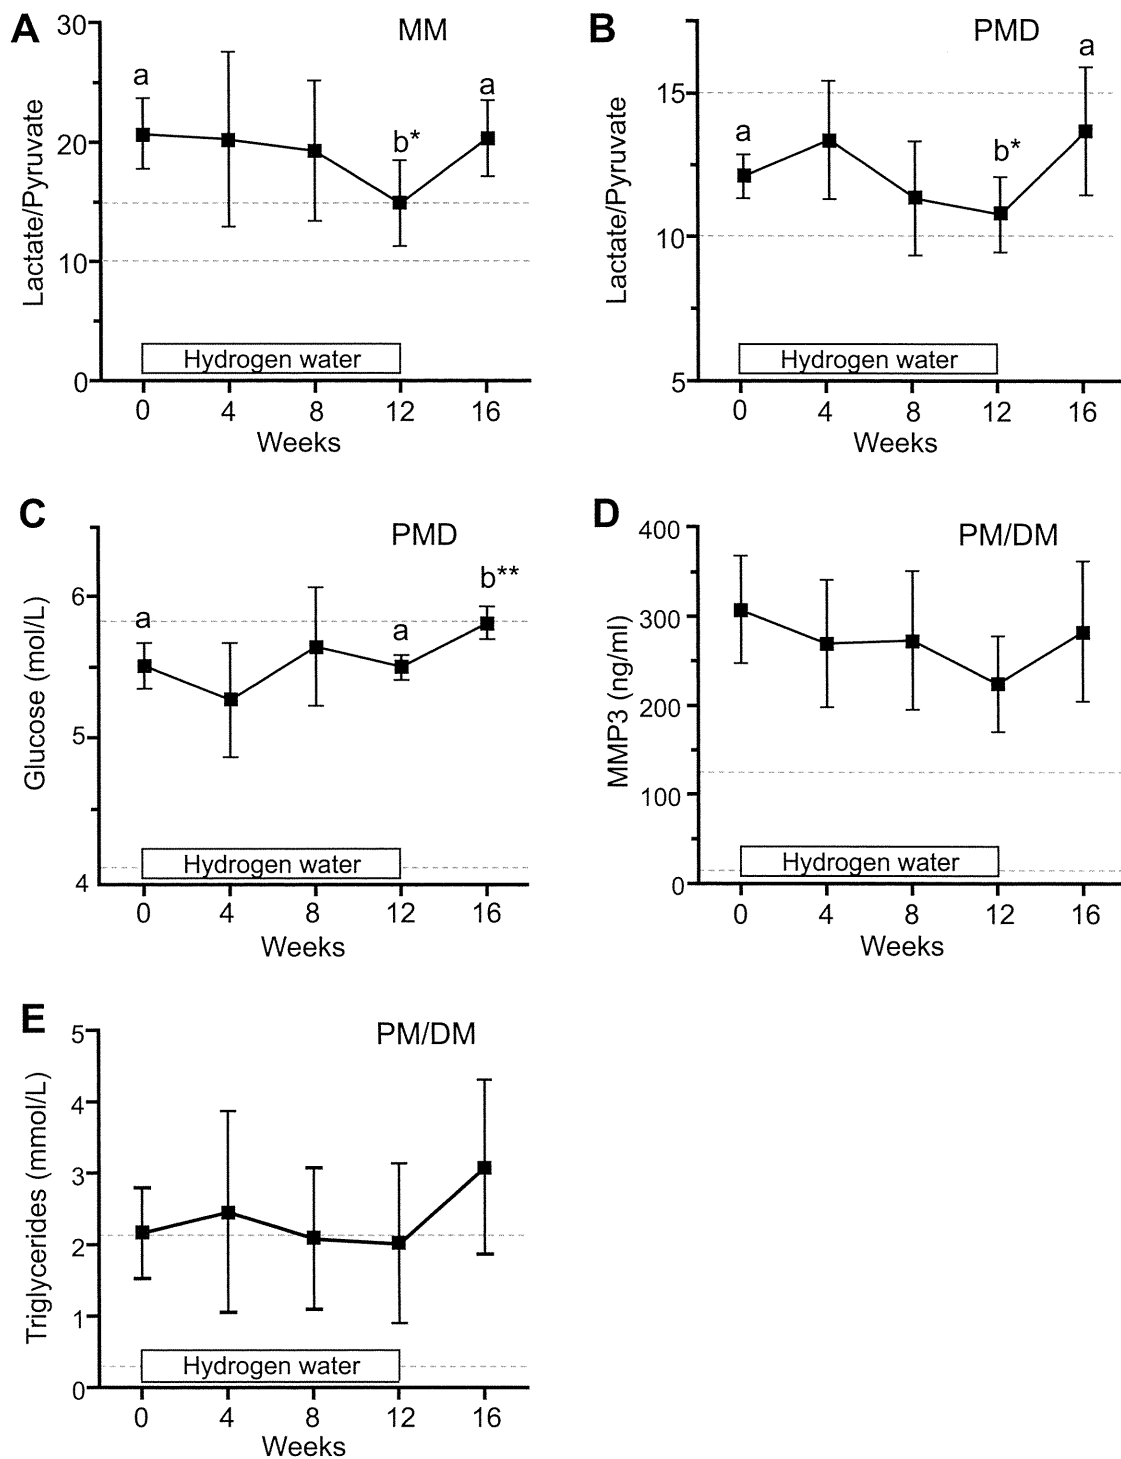 A
MM
Lactate/Pyruvate
30
20
10
0
a
b*
a
Hydrogen water
0 4 8 12 16
Weeks
B
PMD
Lactate/Pyruvate
15
10
5
a
b*
a
Hydrogen water
0 4 8 12 16
Weeks
C
PMD
Glucose (mol/L)
6
5
4
a
a
b**
Hydrogen water
0 4 8 12 16
Weeks
D
PM/DM
MMP3 (ng/ml)
400
300
200
100
0
Hydrogen water
0 4 8 12 16
Weeks
E
PM/DM
Triglycerides (mmol/L)
5
4
3
2
1
0
Hydrogen water
0 4 8 12 16
Weeks